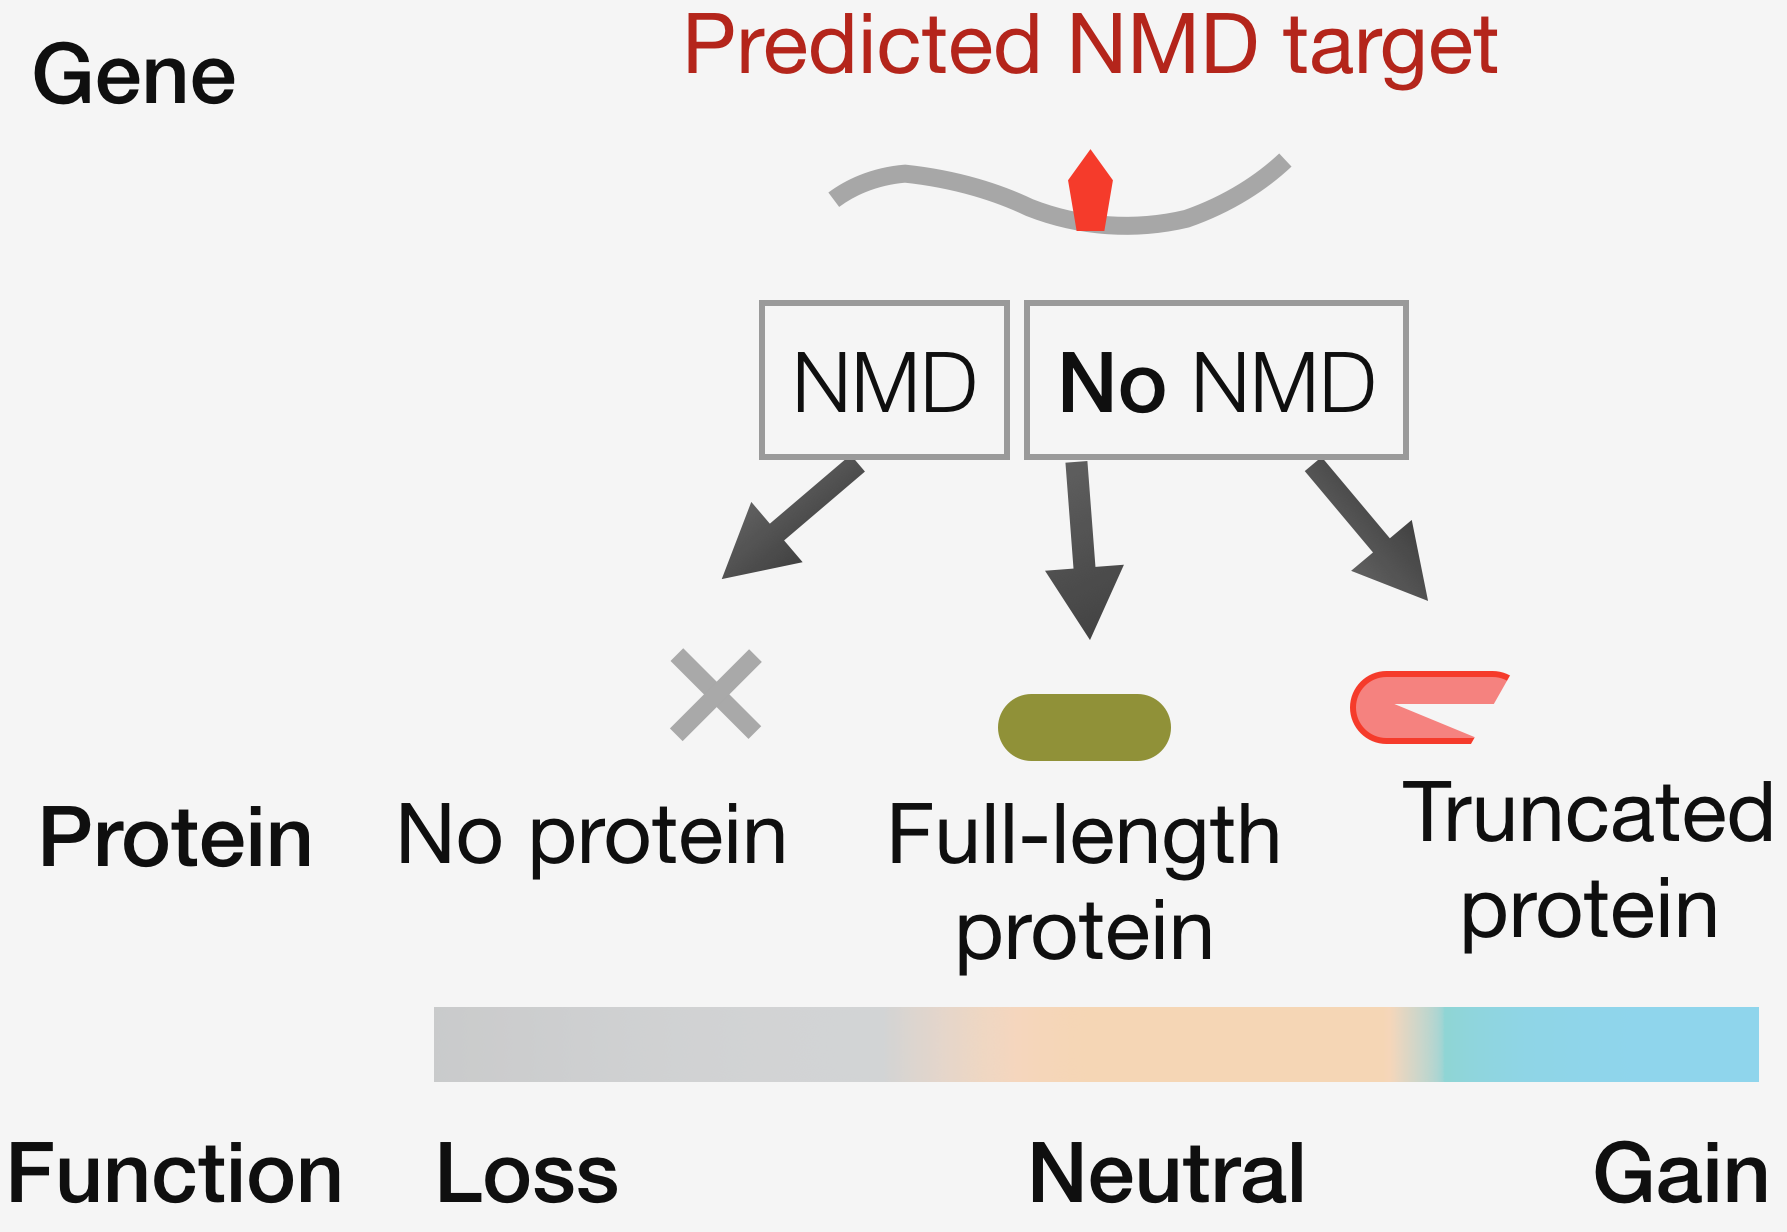 Predicted NMD target
Gene
NMD
No NMD
Protein
No protein
Full-length
protein
Truncated
protein
Function
Loss
Neutral
Gain